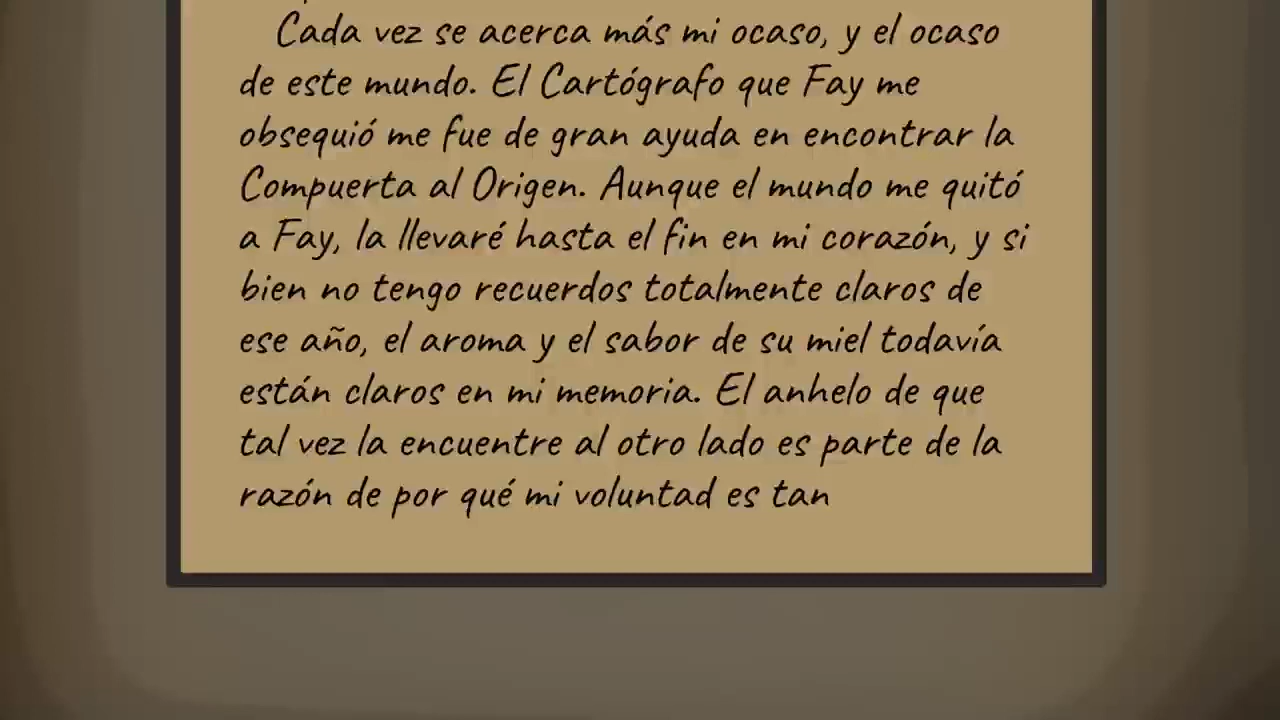 Cada vez se acerca más mi ocaso, y el ocaso
de este mundo. El Cartógrafo que Fay me
obsequió me fue de gran ayuda en encontrar la
Compuerta al Origen. Aunque el mundo me quitó
a Fay, la llevaré hasta el fin en mi corazón, y si
bien no tengo recuerdos totalmente claros de
ese año, el aroma y el sabor de su miel todavía
están claros en mi memoria. El anhelo de que
tal vez la encuentre al otro lado es parte de la
razón de por qué mi voluntad es tan